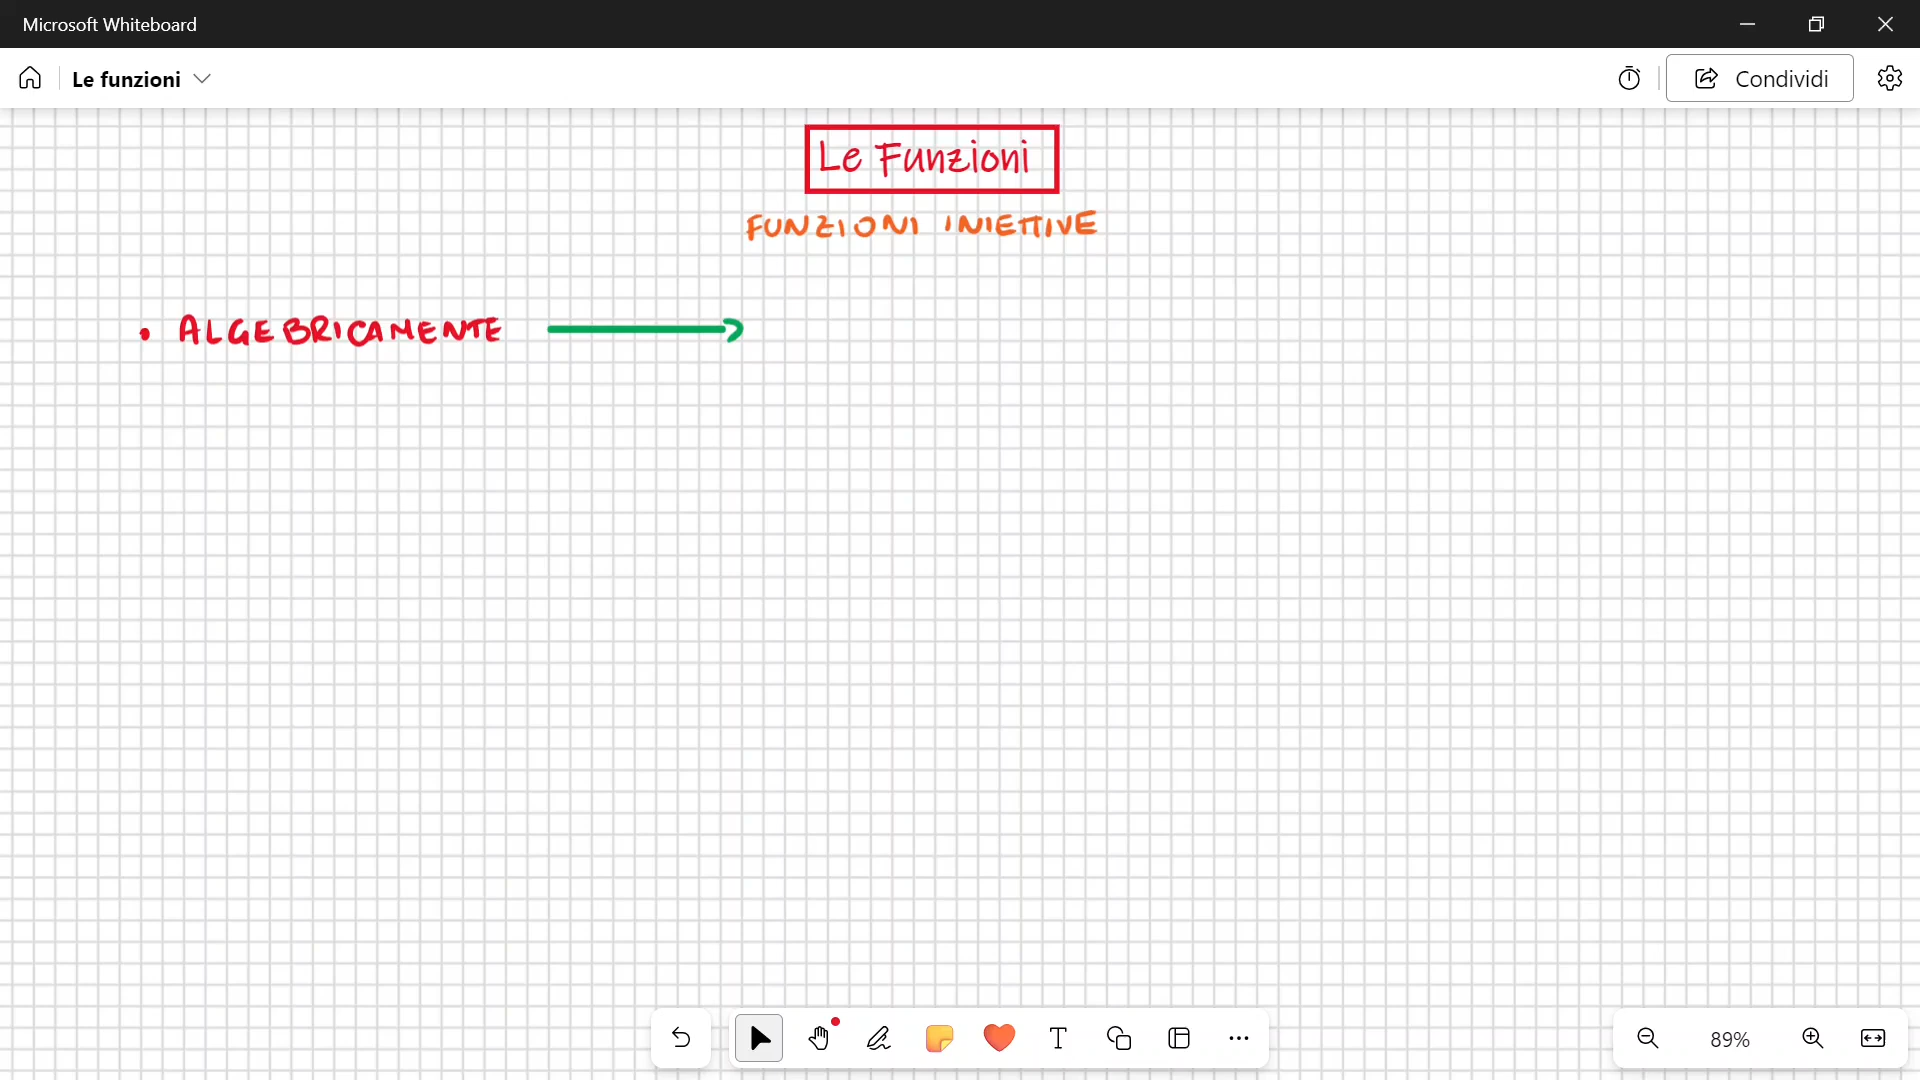 Microsoft Whiteboard
Le funzioni
Condividi
Le Funzioni
FUNZIONI INIETTIVE
• ALGEBRICAMENTE
89%